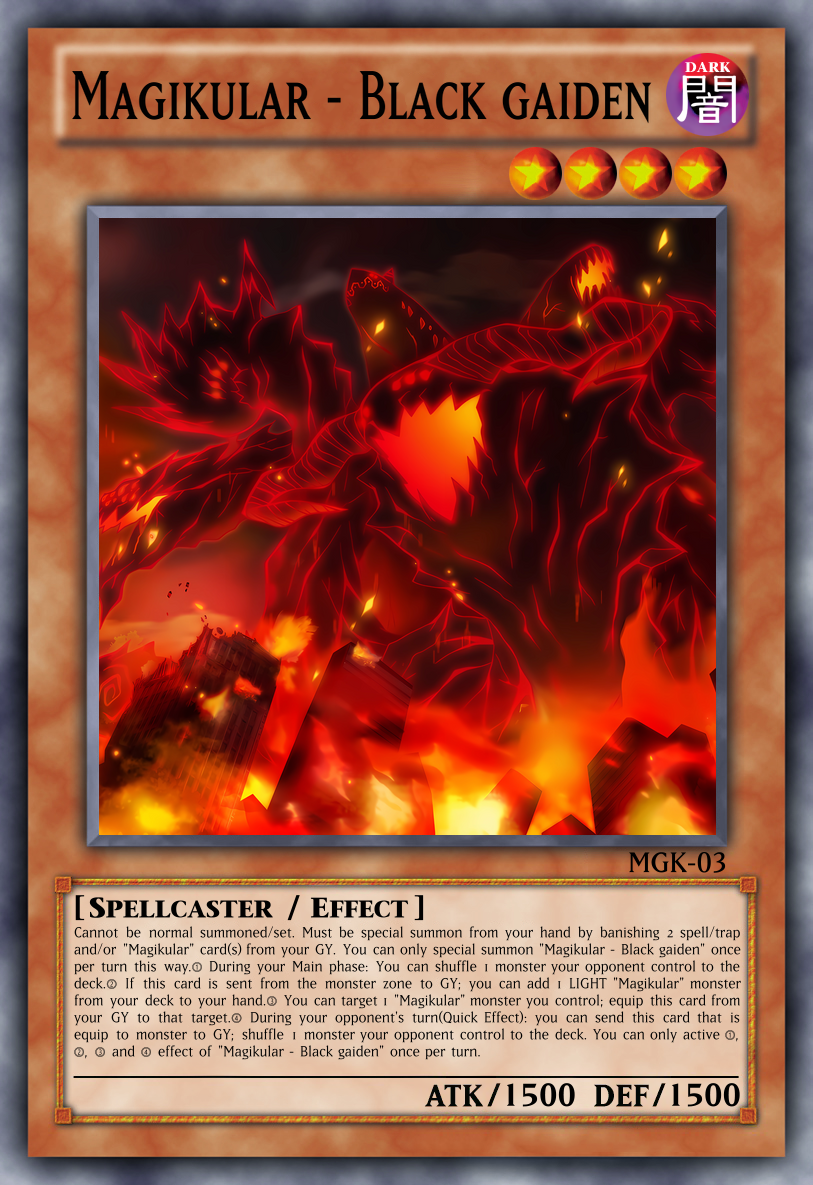 Magikular - Black gaiden
DARK
闇
MGK-03
[ Spellcaster / Effect ]
Cannot be normal summoned/set. Must be special summon from your hand by banishing 2 spell/trap
and/or "Magikular" card(s) from your GY. You can only special summon "Magikular - Black gaiden" once
per turn this way.① During your Main phase: You can shuffle 1 monster your opponent control to the
deck.② If this card is sent from the monster zone to GY; you can add 1 LIGHT "Magikular" monster
from your deck to your hand.③ You can target 1 "Magikular" monster you control; equip this card from
your GY to that target.④ During your opponent's turn(Quick Effect): you can send this card that is
equip to monster to GY; shuffle 1 monster your opponent control to the deck. You can only active ①,
②, ③ and ④ effect of "Magikular - Black gaiden" once per turn.
ATK/1500 DEF/1500